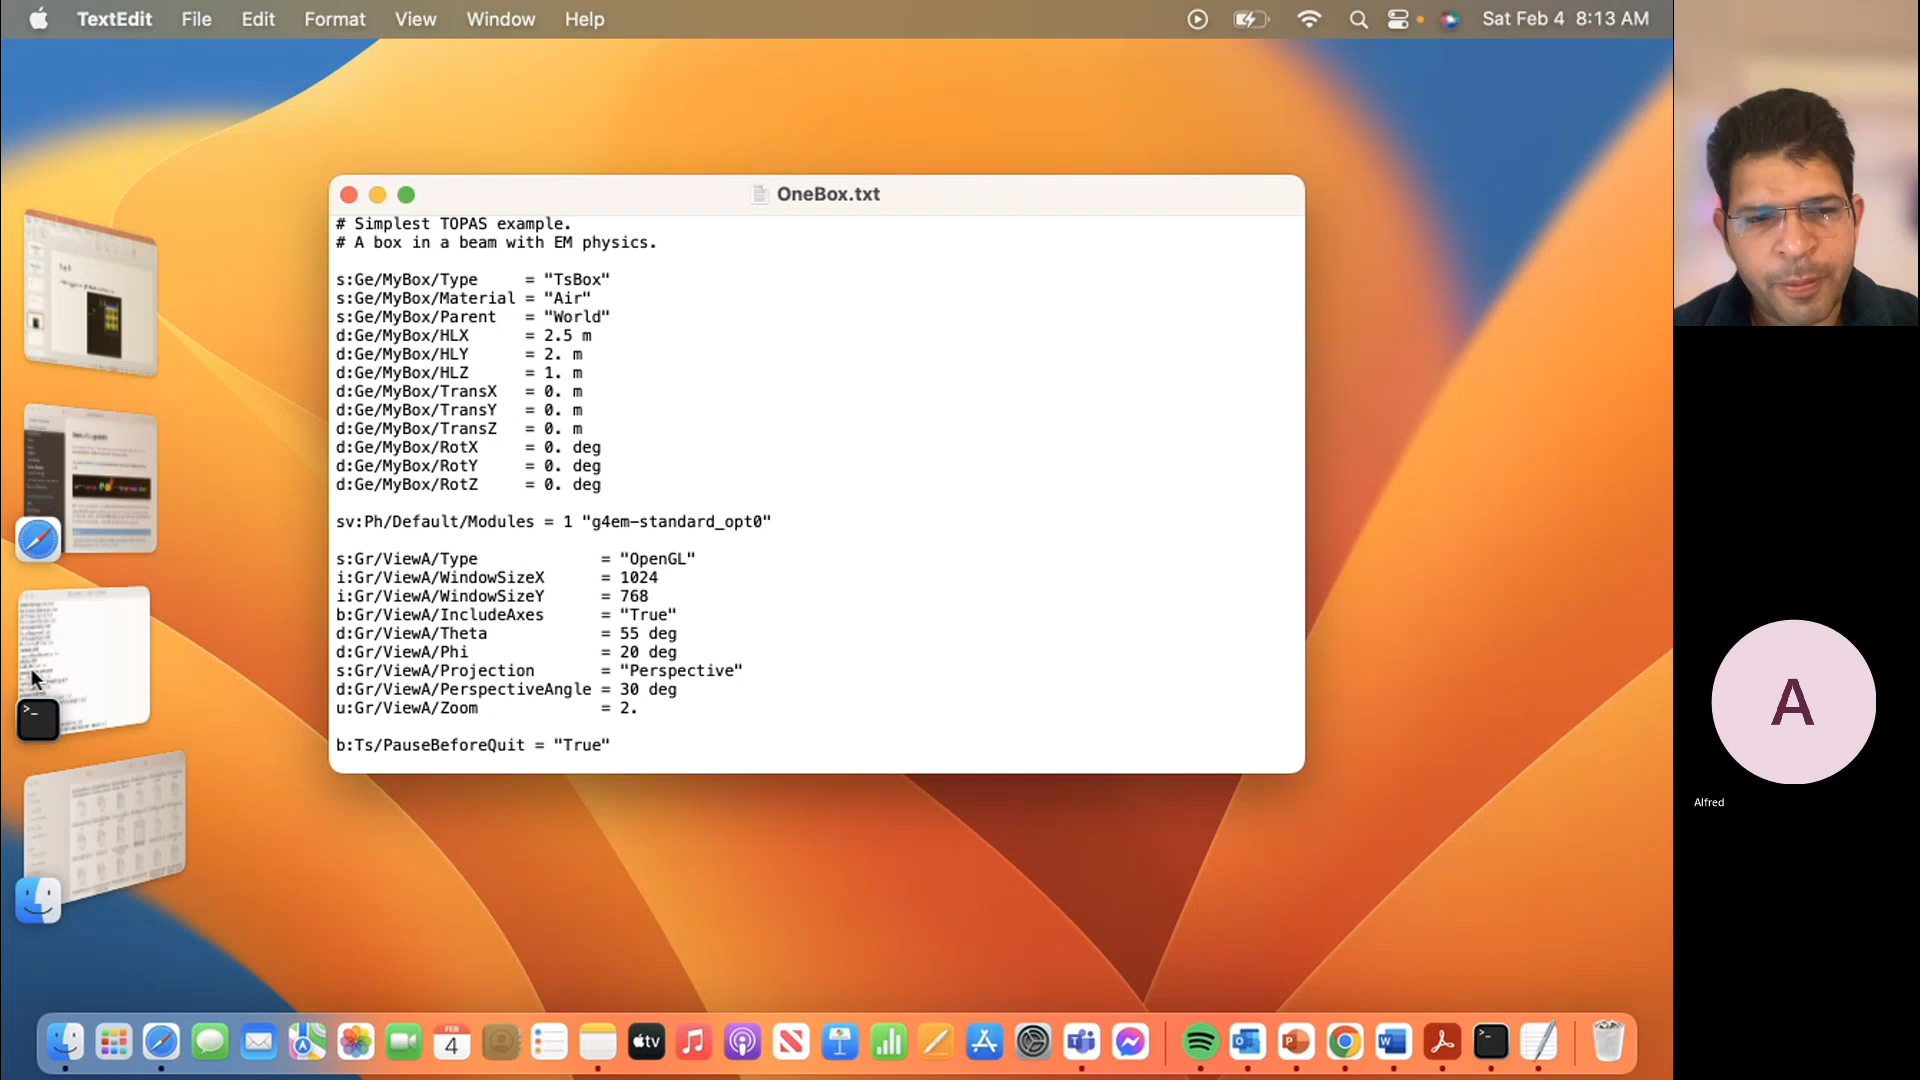 TextEdit File Edit Format View Window Help Sat Feb 4 8:13 AM
OneBox.txt
# Simplest TOPAS example.
# A box in a beam with EM physics.
s:Ge/MyBox/Type = "TsBox"
s:Ge/MyBox/Material = "Air"
s:Ge/MyBox/Parent = "World"
d:Ge/MyBox/HLX = 2.5 m
d:Ge/MyBox/HLY = 2. m
d:Ge/MyBox/HLZ = 1. m
d:Ge/MyBox/TransX = 0. m
d:Ge/MyBox/TransY = 0. m
d:Ge/MyBox/TransZ = 0. m
d:Ge/MyBox/RotX = 0. deg
d:Ge/MyBox/RotY = 0. deg
d:Ge/MyBox/RotZ = 0. deg
sv:Ph/Default/Modules = 1 "g4em-standard_opt0"
s:Gr/ViewA/Type = "OpenGL"
i:Gr/ViewA/WindowSizeX = 1024
i:Gr/ViewA/WindowSizeY = 768
b:Gr/ViewA/IncludeAxes = "True"
d:Gr/ViewA/Theta = 55 deg
d:Gr/ViewA/Phi = 20 deg
s:Gr/ViewA/Projection = "Perspective"
d:Gr/ViewA/PerspectiveAngle = 30 deg
u:Gr/ViewA/Zoom = 2.
b:Ts/PauseBeforeQuit = "True"
A
Alfred
FEB
4
tv